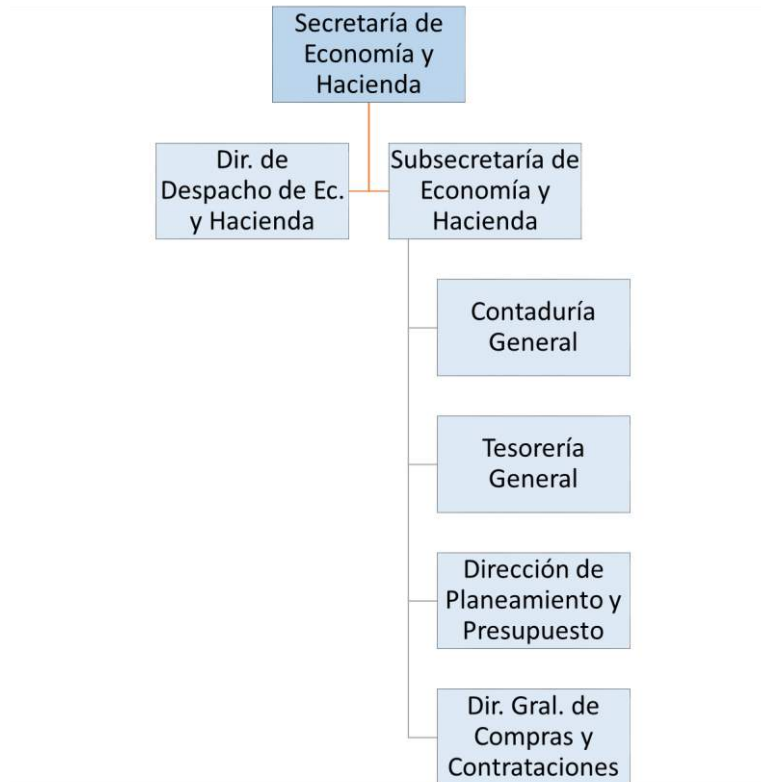 Secretaría de
Economía y
Hacienda
Dir. de
Despacho de Ec.
y Hacienda
Subsecretaría de
Economía y
Hacienda
Contaduría
General
Tesorería
General
Dirección de
Planeamiento y
Presupuesto
Dir. Gral. de
Compras y
Contrataciones